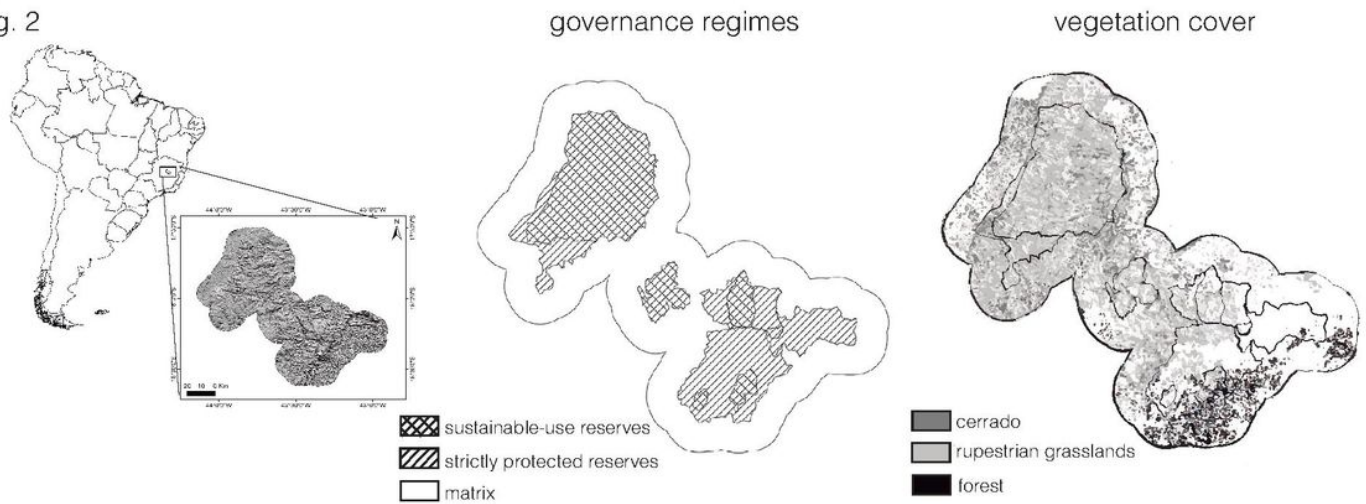 g. 2
governance regimes
vegetation cover
N
20 10 0 Km
sustainable-use reserves
strictly protected reserves
matrix
cerrado
rupestrian grasslands
forest